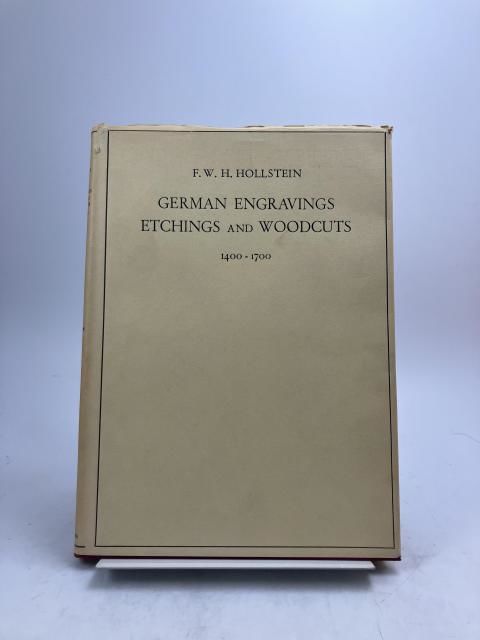 F. W. H. HOLLSTEIN
GERMAN ENGRAVINGS
ETCHINGS AND WOODCUTS
1400-1700